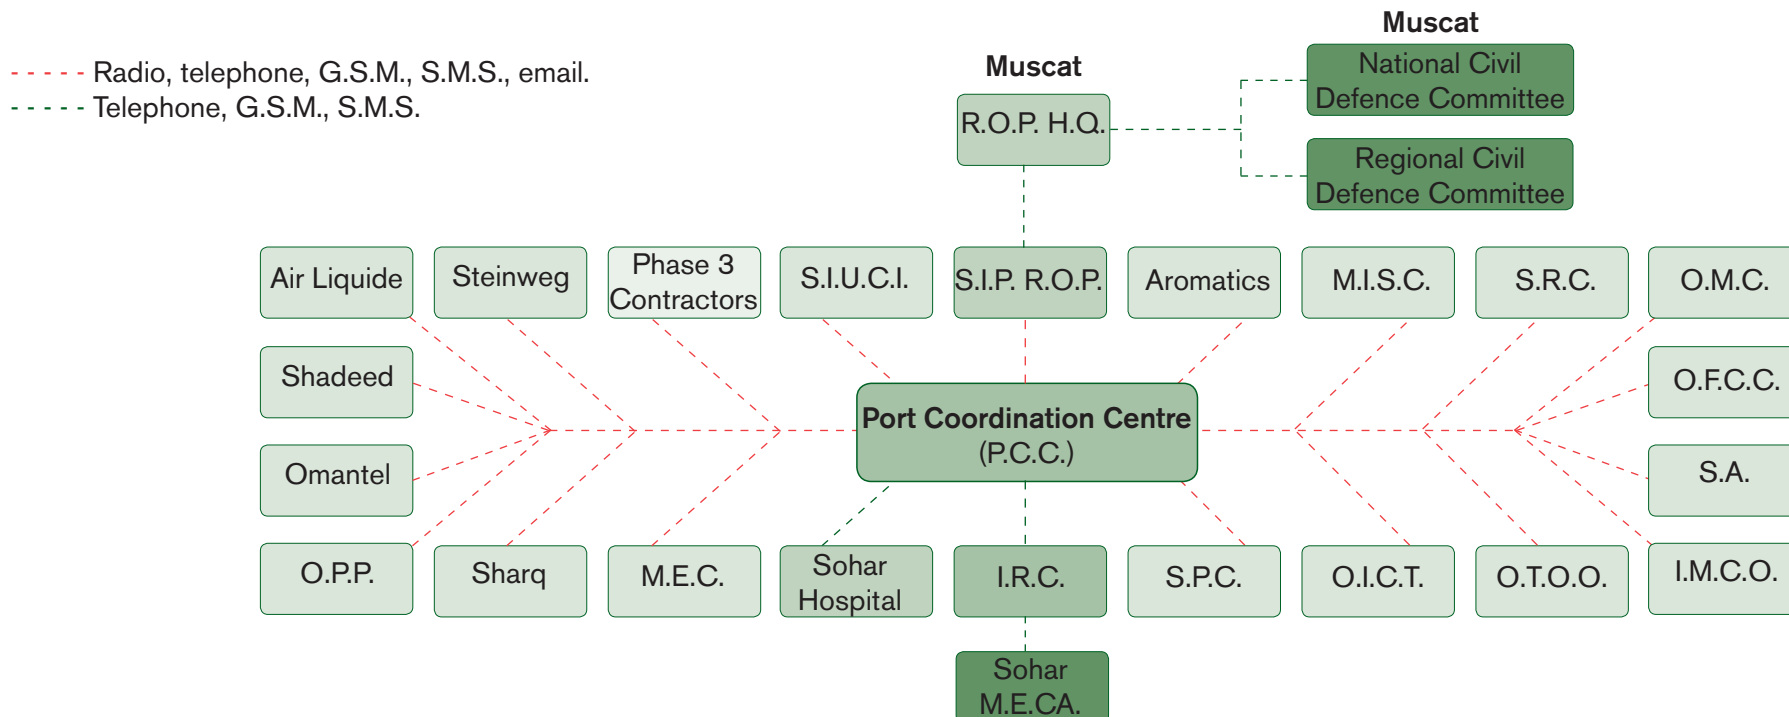 Muscat
Muscat
Radio, telephone, G.S.M., S.M.S., email.
Telephone, G.S.M., S.M.S.
R.O.P. H.Q.
National Civil
Defence Committee
Regional Civil
Defence Committee
Air Liquide
Steinweg
Phase 3
Contractors
S.I.U.C.I.
S.I.P. R.O.P.
Aromatics
M.I.S.C.
S.R.C.
O.M.C.
Shadeed
O.F.C.C.
Port Coordination Centre
(P.C.C.)
Omantel
S.A.
O.P.P.
Sharq
M.E.C.
Sohar
Hospital
I.R.C.
S.P.C.
O.I.C.T.
O.T.O.O.
I.M.C.O.
Sohar
M.E.CA.